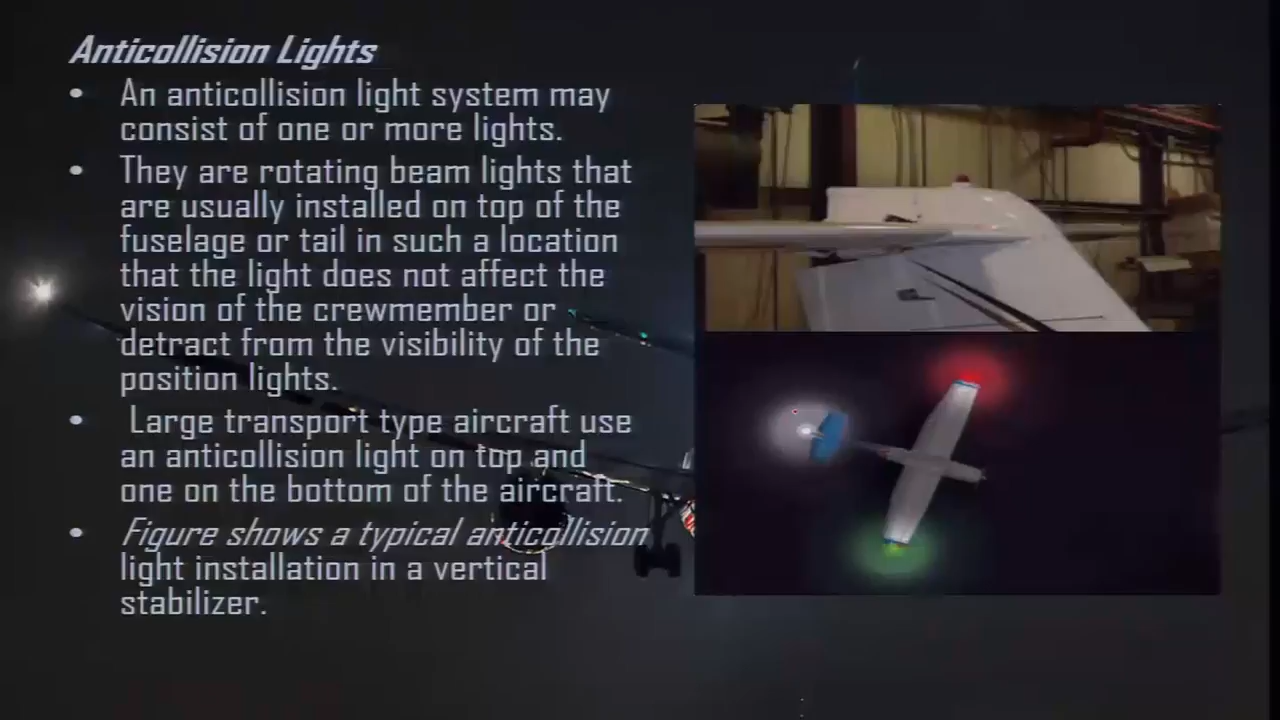 Anticollision Lights
• An anticollision light system may
consist of one or more lights.
• They are rotating beam lights that
are usually installed on top of the
fuselage or tail in such a location
that the light does not affect the
vision of the crewmember or
detract from the visibility of the
position lights.
• Large transport type aircraft use
an anticollision light on top and
one on the bottom of the aircraft.
• Figure shows a typical anticollision
light installation in a vertical
stabilizer.